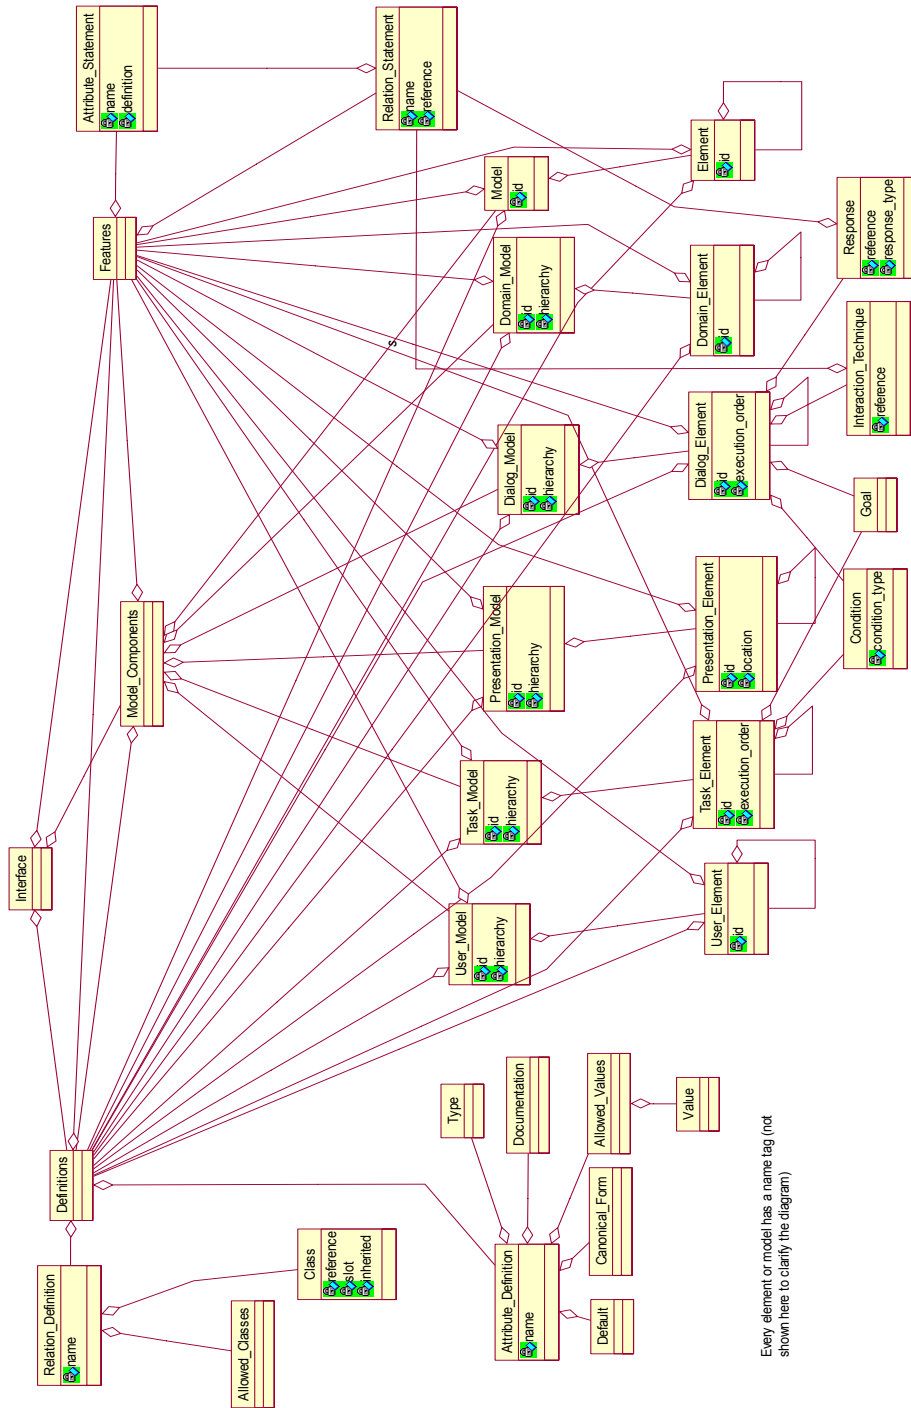 Interface
Relation_Definition
name
Definitions
Model_Components
Features
Attribute_Statement
name
definition
Allowed_Classes
Class
reference
slot
inherited
Relation_Statement
name
reference
s
Type
User_Model
id
hierarchy
Task_Model
id
hierarchy
Presentation_Model
id
hierarchy
Dialog_Model
id
hierarchy
Domain_Model
id
hierarchy
Model
id
Attribute_Definition
name
Documentation
Default
Canonical_Form
Allowed_Values
Value
User_Element
id
Task_Element
id
execution_order
Presentation_Element
id
location
Dialog_Element
id
execution_order
Domain_Element
id
Element
id
Condition
condition_type
Goal
Interaction_Technique
reference
Response
reference
response_type
Every element or model has a name tag (not
shown here to clarify the diagram)